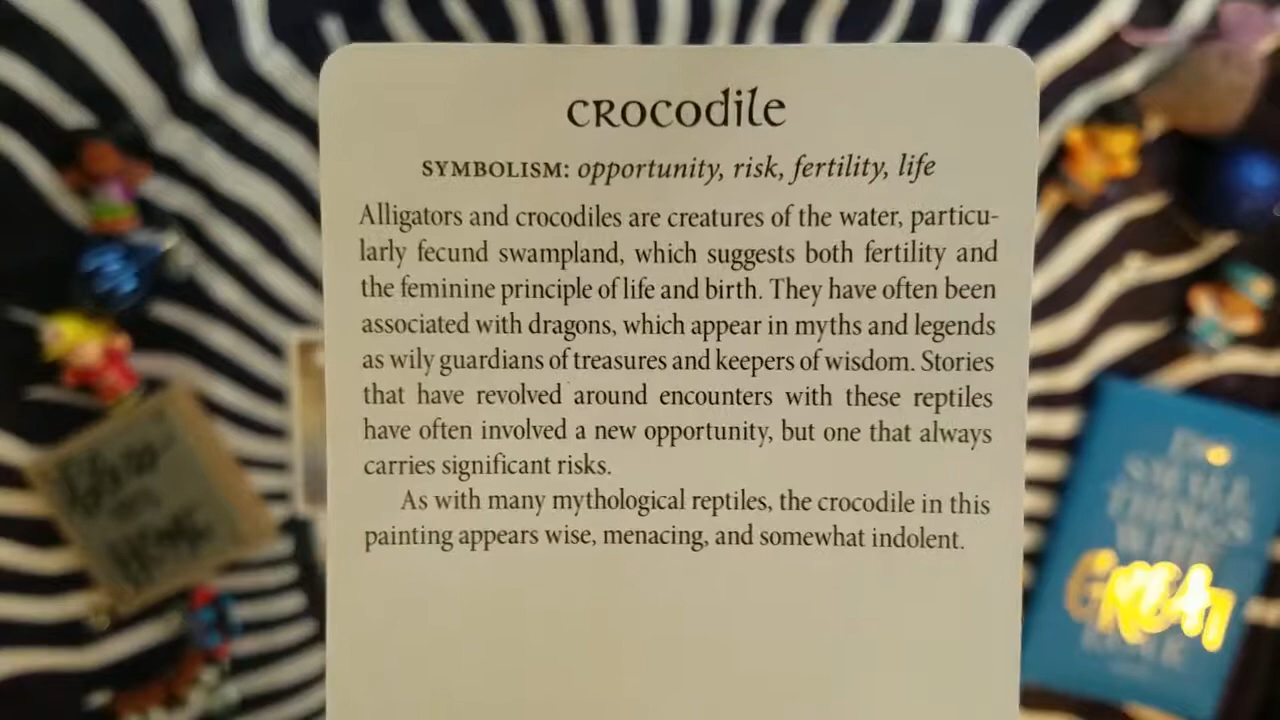 CROCODILE
SYMBOLISM: opportunity, risk, fertility, life
Alligators and crocodiles are creatures of the water, particu-
larly fecund swampland, which suggests both fertility and
the feminine principle of life and birth. They have often been
associated with dragons, which appear in myths and legends
as wily guardians of treasures and keepers of wisdom. Stories
that have revolved around encounters with these reptiles
have often involved a new opportunity, but one that always
carries significant risks.
As with many mythological reptiles, the crocodile in this
painting appears wise, menacing, and somewhat indolent.
SMALL
THINGS
WITH
GREAT